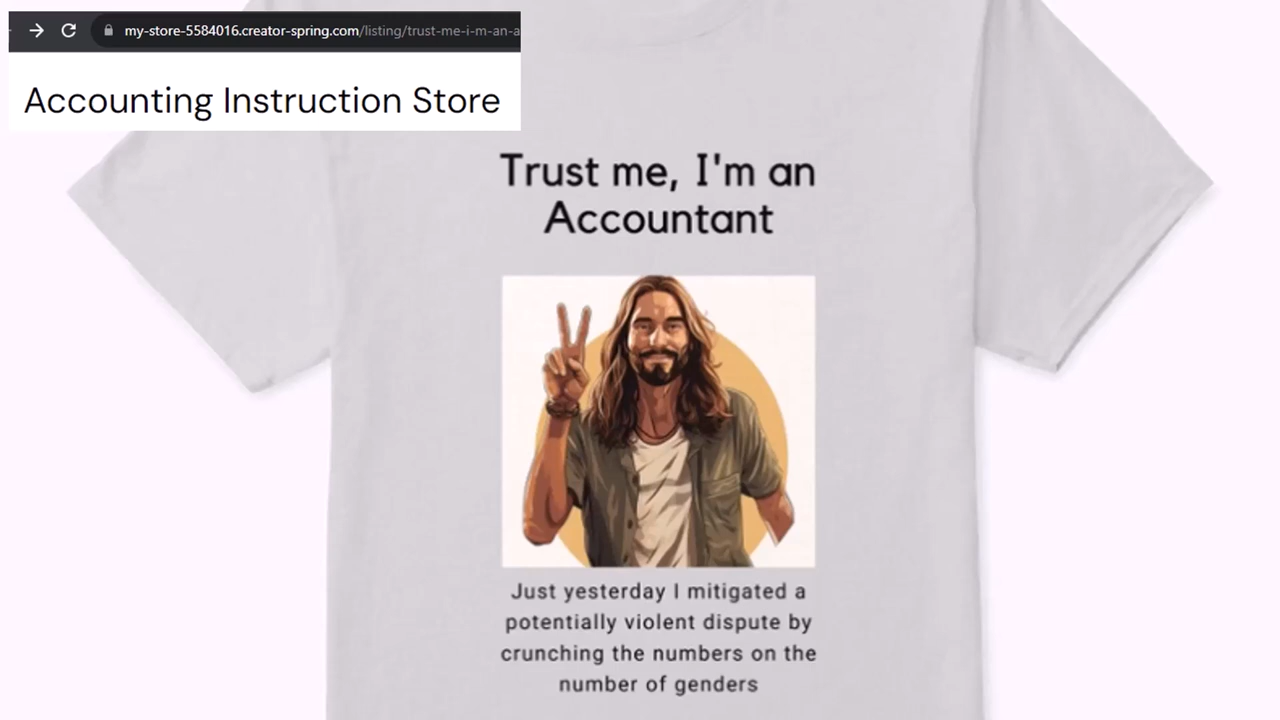 my-store-5584016.creator-spring.com/listing/trust-me-i-m-an-a
Accounting Instruction Store
Trust me, I'm an
Accountant
Just yesterday I mitigated a
potentially violent dispute by
crunching the numbers on the
number of genders